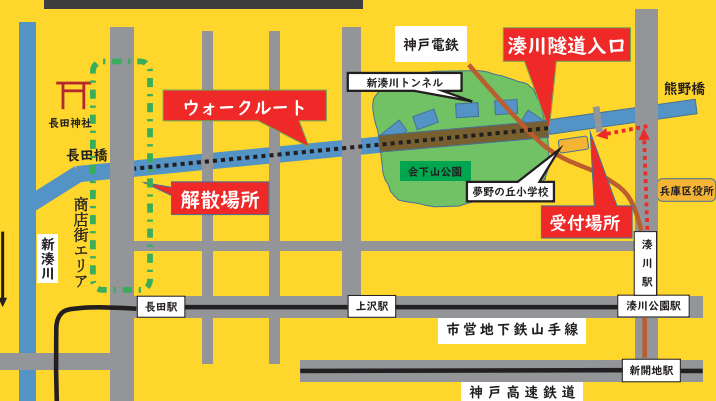 神戸電鉄
湊川隧道入口
新湊川トンネル
熊野橋
ウォークルート
長田神社
長田橋
会下山公園
夢野の丘小学校
兵庫区役所
解散場所
受付場所
商店街エリア
新湊川
湊川駅
長田駅
上沢駅
湊川公園駅
市営地下鉄山手線
新開地駅
神戸高速鉄道